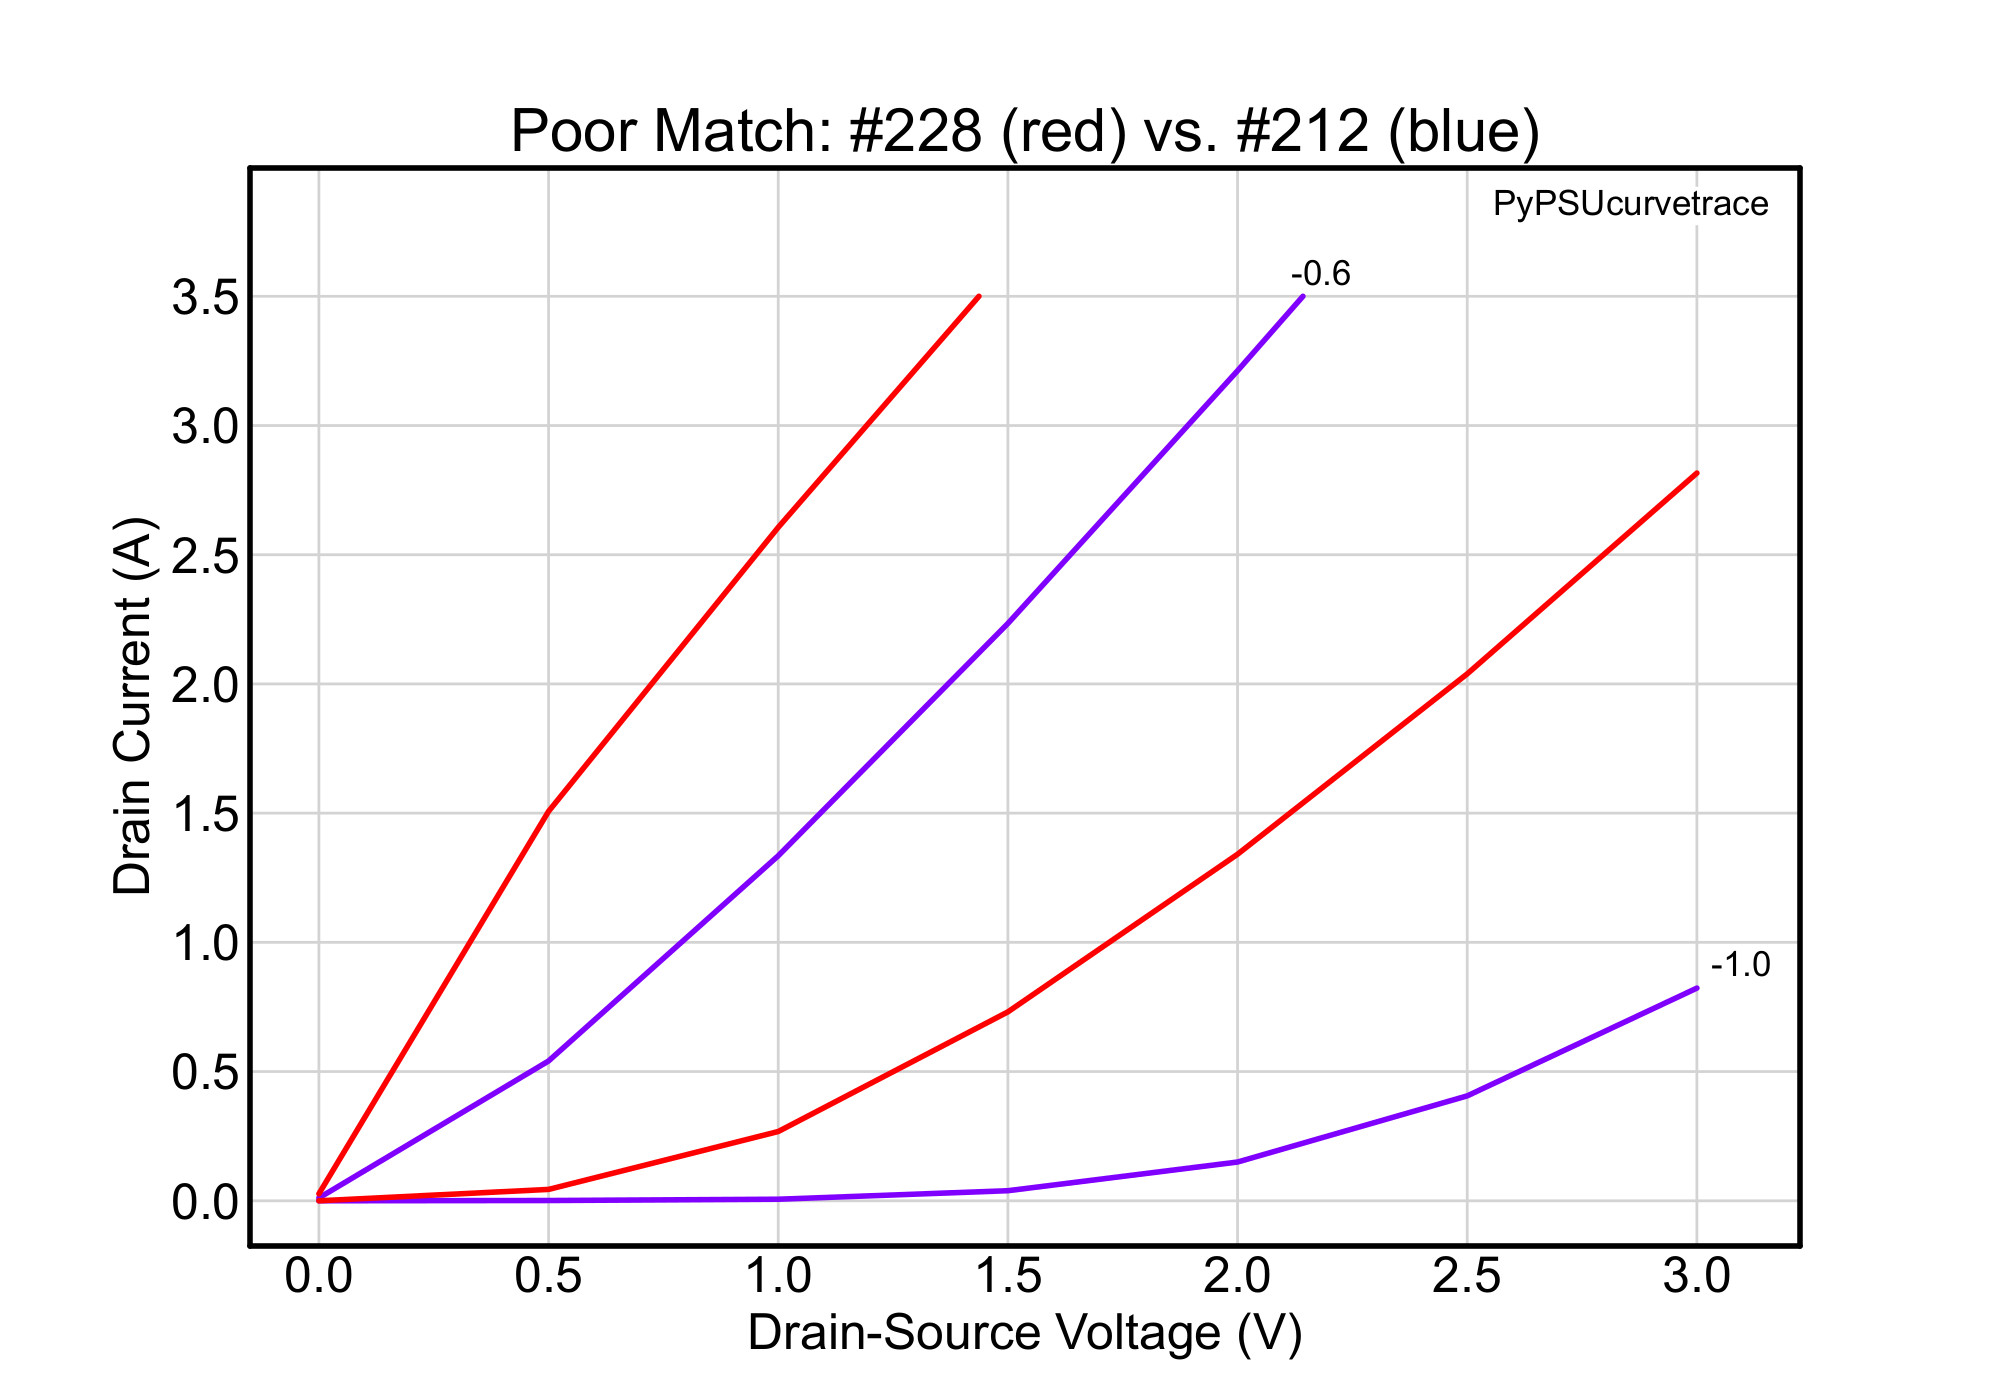 Poor Match: #228 (red) vs. #212 (blue)
PyPSUcurvetrace
-0.6
-1.0
Drain Current (A)
3.5
3.0
2.5
2.0
1.5
1.0
0.5
0.0
0.0 0.5 1.0 1.5 2.0 2.5 3.0
Drain-Source Voltage (V)